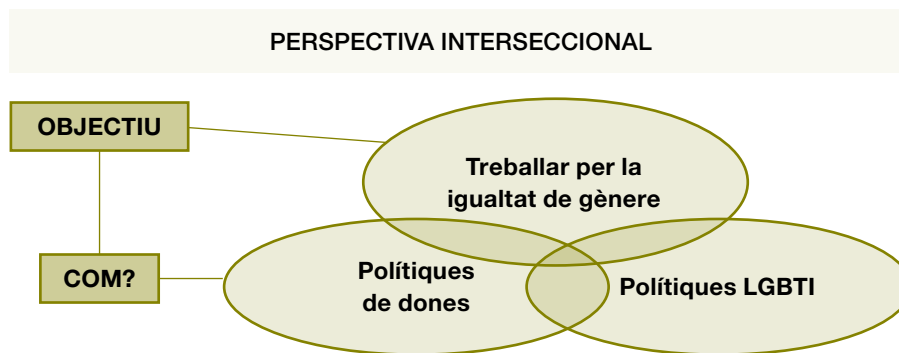 PERSPECTIVA INTERSECCIONAL
OBJECTIU
Treballar per la
igualtat de gènere
COM?
Polítiques
de dones
Polítiques LGBTI